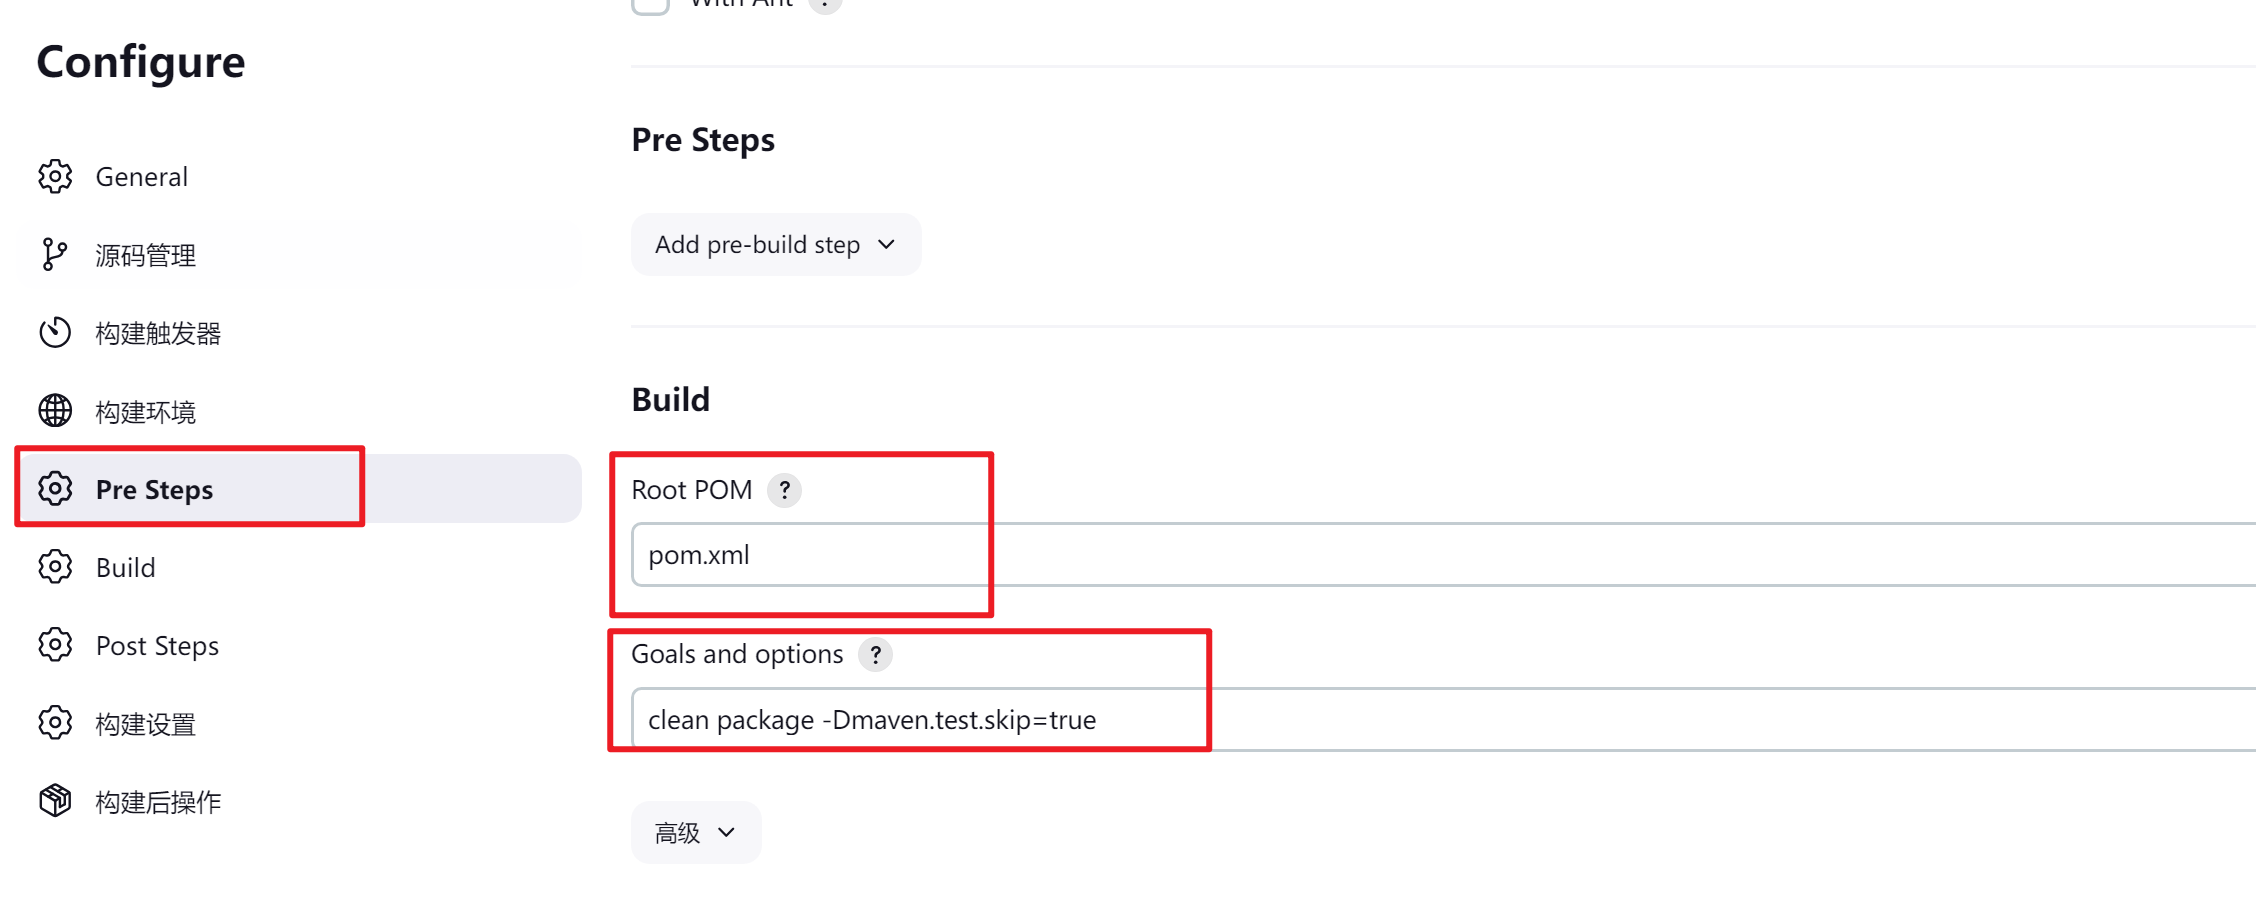 With Ant ?
Configure
General
源码管理
构建触发器
构建环境
Pre Steps
Build
Post Steps
构建设置
构建后操作
Pre Steps
Add pre-build step
Build
Root POM ?
pom.xml
Goals and options ?
clean package -Dmaven.test.skip=true
高级